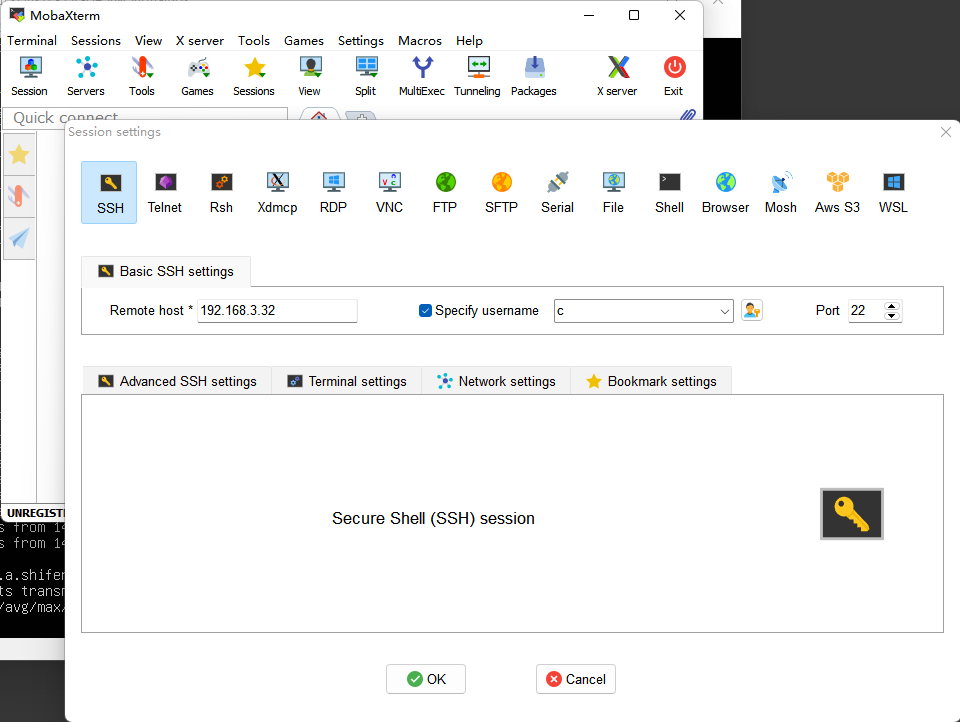 MobaXterm
Terminal Sessions View X server Tools Games Settings Macros Help
Session Servers Tools Games Sessions View Split MultiExec Tunneling Packages X server Exit
Quick connect
Session settings
SSH Telnet Rsh Xdmcp RDP VNC FTP SFTP Serial File Shell Browser Mosh Aws S3 WSL
Basic SSH settings
Remote host * 192.168.3.32 Specify username c Port 22
Advanced SSH settings Terminal settings Network settings Bookmark settings
Secure Shell (SSH) session
UNREGIST
s from 14
s from 14
.a.shifen
ts transm
/avg/max/
OK Cancel